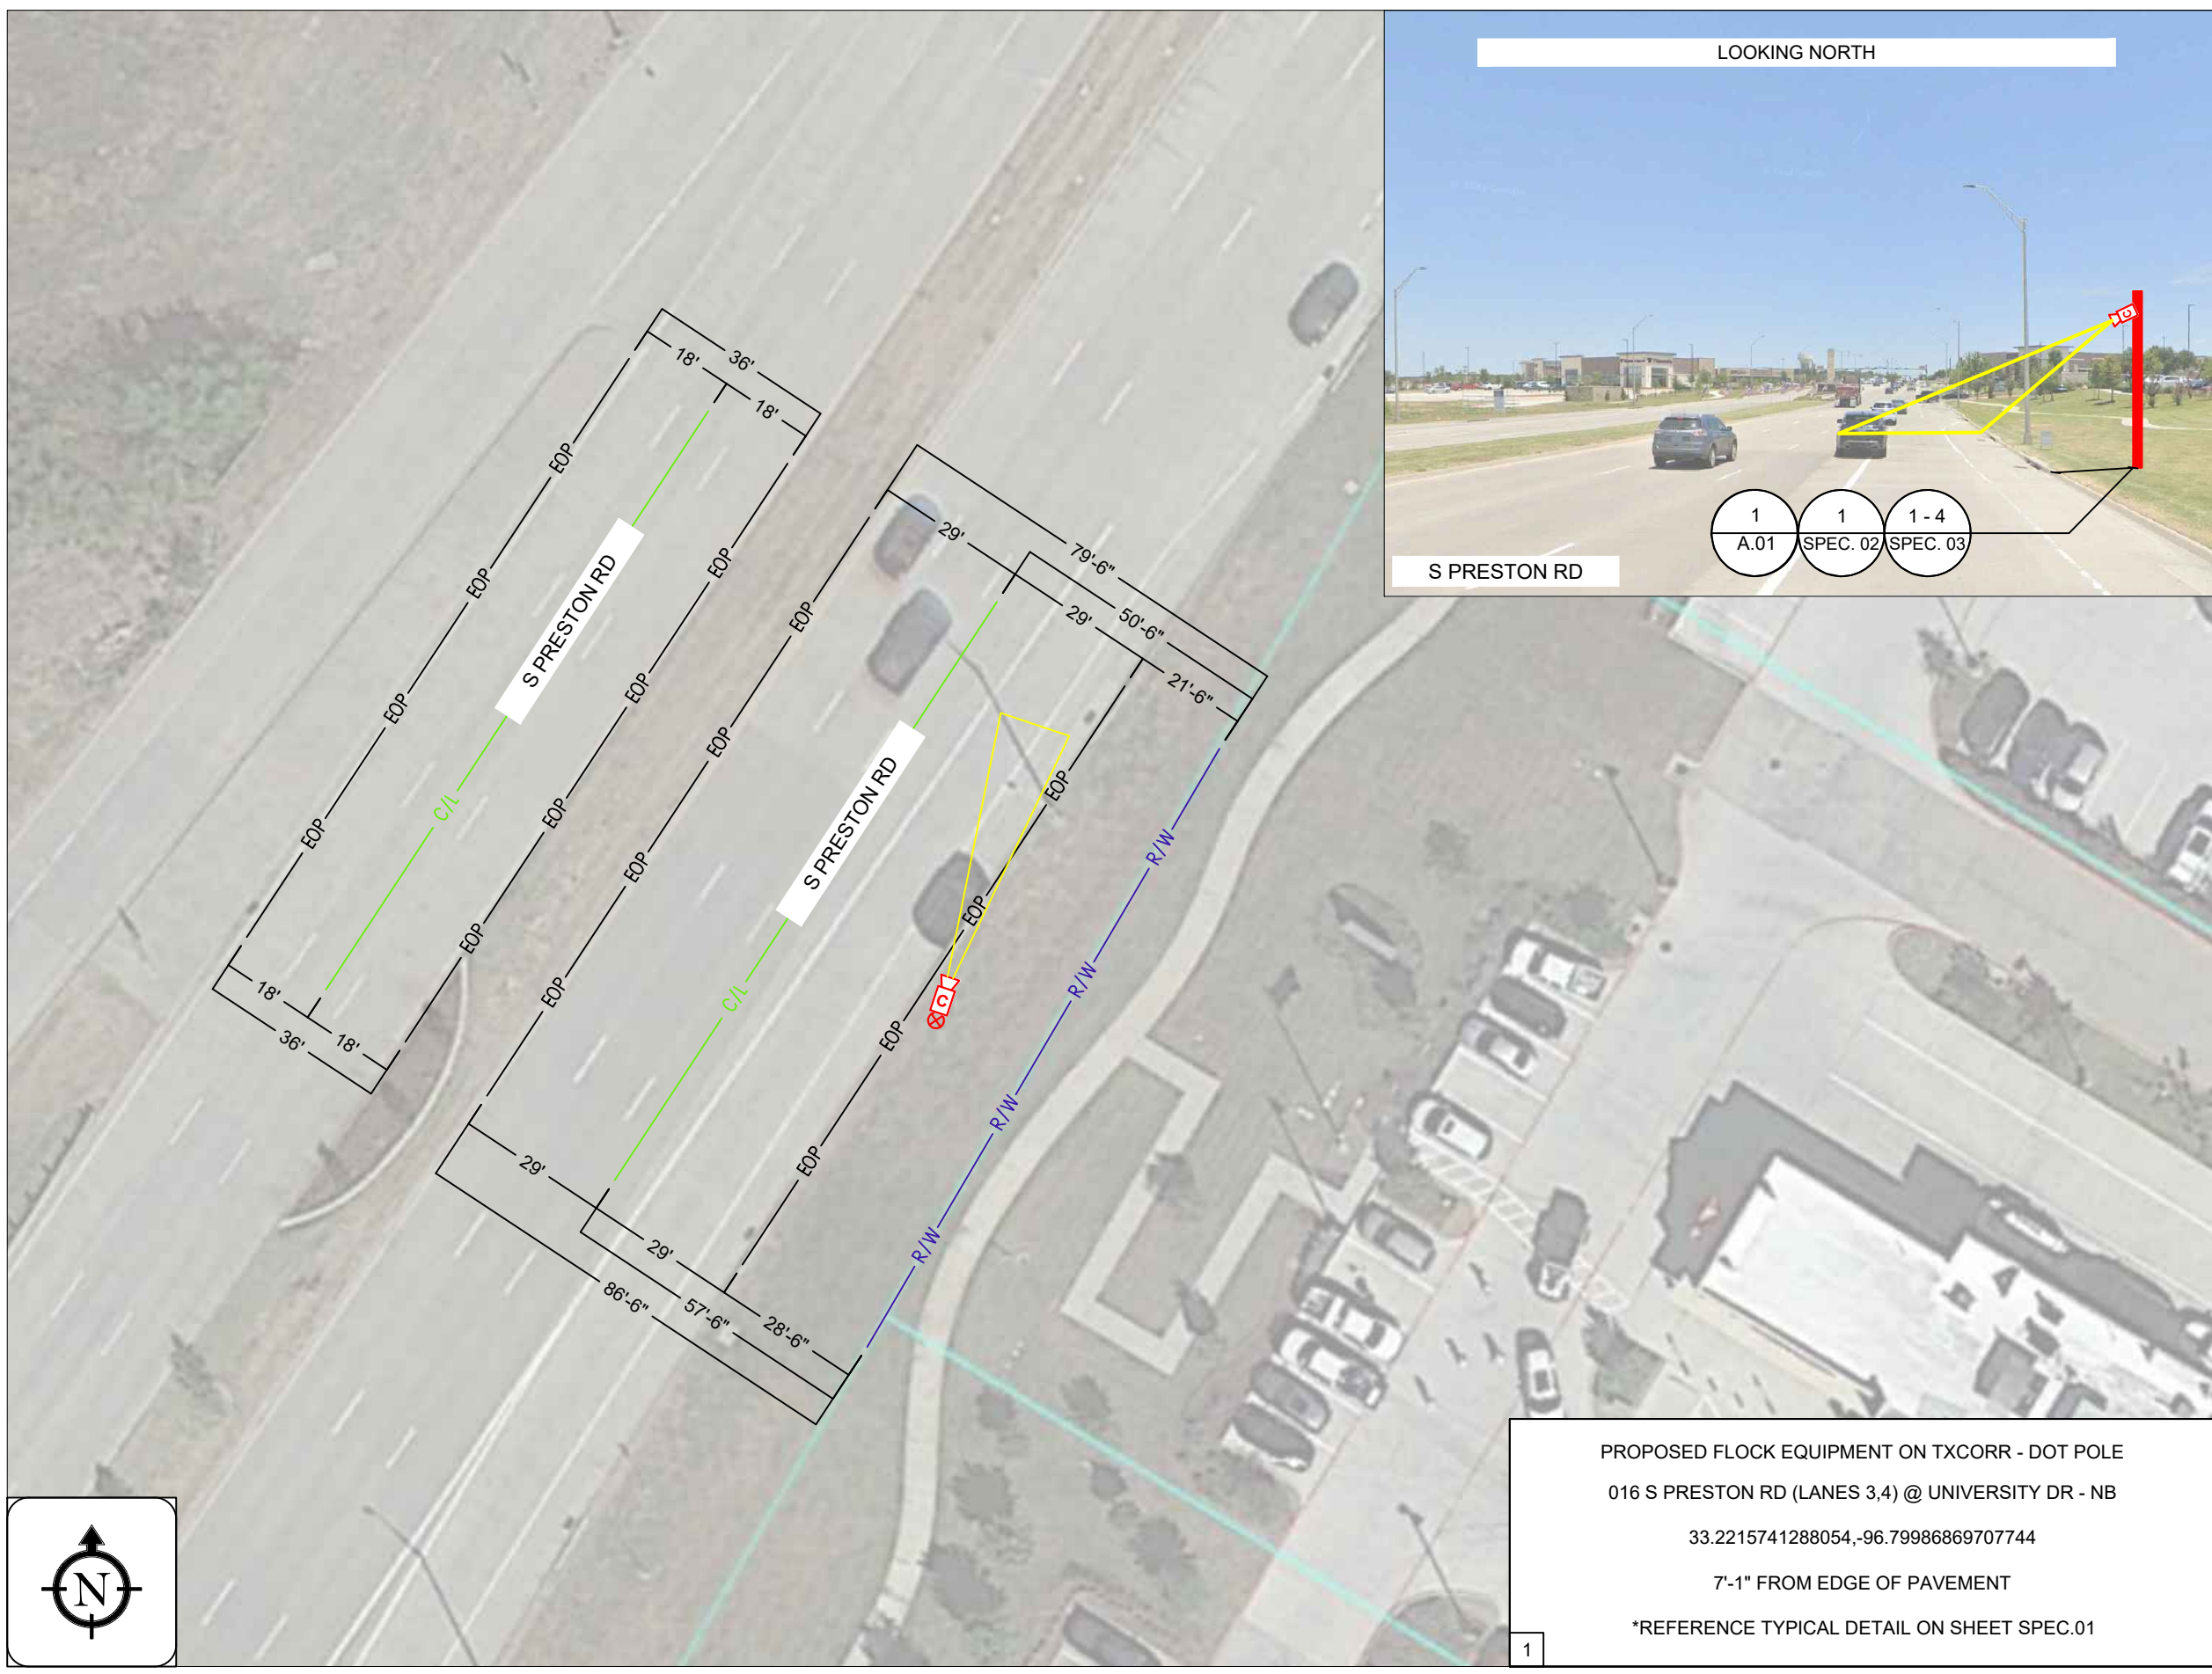 LOOKING NORTH
1
A.01
1
SPEC. 02
1 - 4
SPEC. 03
S PRESTON RD
36'
18'
18'
EOP
EOP
EOP
EOP
S PRESTON RD
C/L
EOP
EOP
EOP
EOP
18'
18'
36'
79'-6"
29'
50'-6"
29'
21'-6"
EOP
EOP
EOP
EOP
S PRESTON RD
C/L
EOP
EOP
EOP
EOP
C
R/W
R/W
R/W
R/W
29'
29'
28'-6"
57'-6"
86'-6"
N
PROPOSED FLOCK EQUIPMENT ON TXCORR - DOT POLE
016 S PRESTON RD (LANES 3,4) @ UNIVERSITY DR - NB
33.2215741288054,-96.79986869707744
7'-1" FROM EDGE OF PAVEMENT
*REFERENCE TYPICAL DETAIL ON SHEET SPEC.01
1